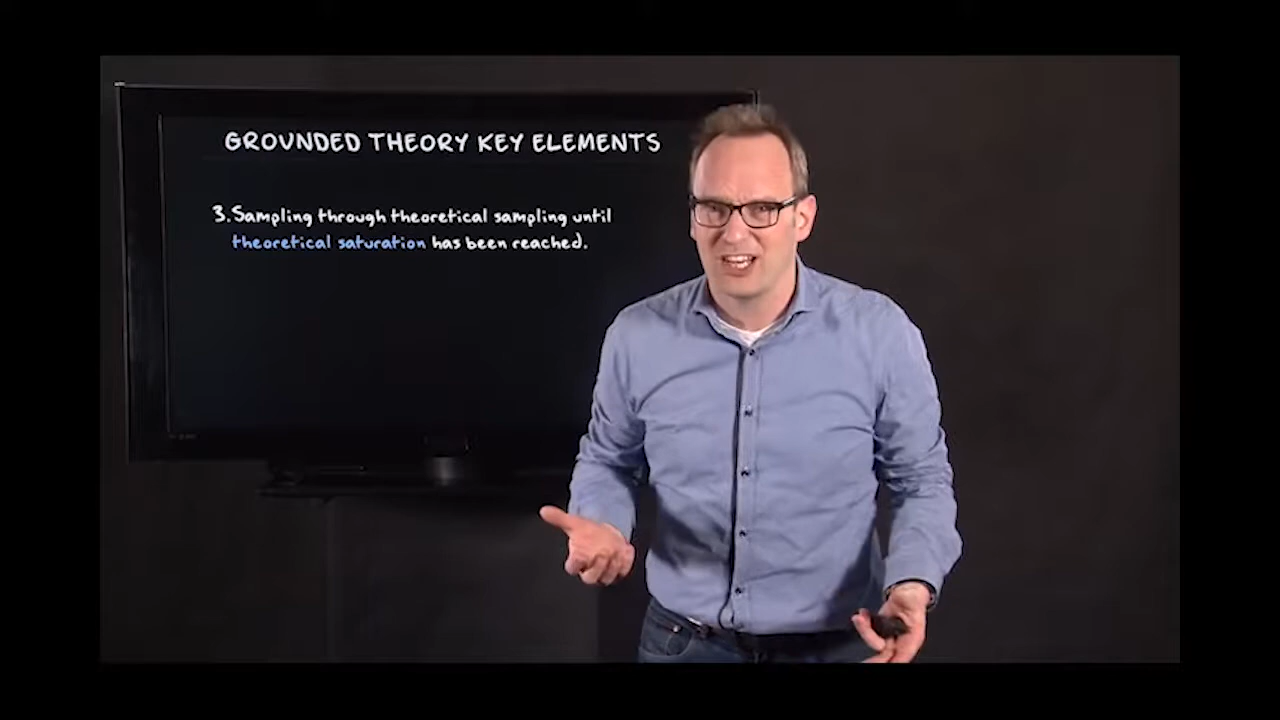 GROUNDED THEORY KEY ELEMENTS
3. Sampling through theoretical sampling until
theoretical saturation has been reached.